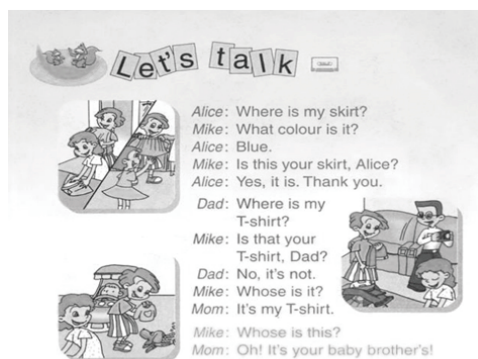 Let's talk
Alice: Where is my skirt?
Mike: What colour is it?
Alice: Blue.
Mike: Is this your skirt, Alice?
Alice: Yes, it is. Thank you.
Dad: Where is my
T-shirt?
Mike: Is that your
T-shirt, Dad?
Dad: No, it's not.
Mike: Whose is it?
Mom: It's my T-shirt.
Mike: Whose is this?
Mom: Oh! It's your baby brother's!